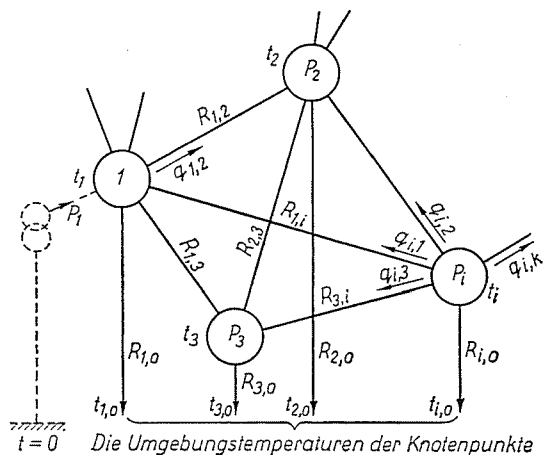 t₂ P₂
R₁,₂
q₁,₂
t₁ 1
P₁
R₁,ᵢ
qᵢ,₂
qᵢ,₁
R₂,₃
R₁,₃
qᵢ,₃
Pᵢ
tᵢ
qᵢ,k
R₃,ᵢ
t₃ P₃
R₁,₀
R₃,₀
R₂,₀
Rᵢ,₀
t₁,₀ t₃,₀ t₂,₀ tᵢ,₀
t = 0 Die Umgebungstemperaturen der Knotenpunkte